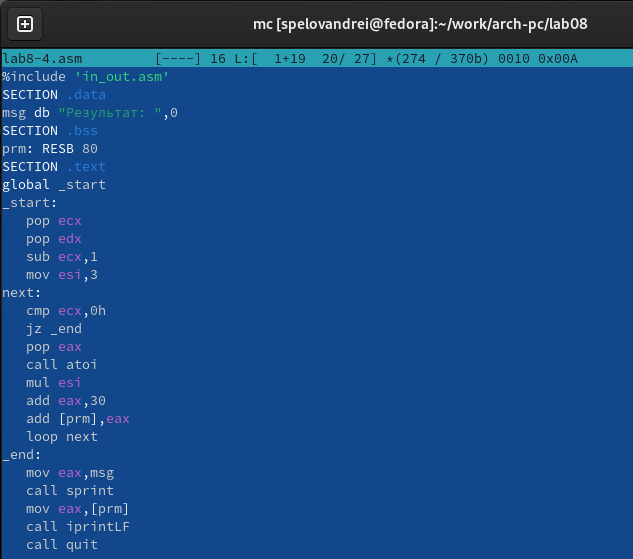 mc [spelovandrei@fedora]:~/work/arch-pc/lab08
lab8-4.asm [----] 16 L:[ 1+19 20/ 27] *(274 / 370b) 0010 0x00A
%include 'in_out.asm'
SECTION .data
msg db "Результат: ",0
SECTION .bss
prm: RESB 80
SECTION .text
global _start
_start:
pop ecx
pop edx
sub ecx,1
mov esi,3
next:
cmp ecx,0h
jz _end
pop eax
call atoi
mul esi
add eax,30
add [prm],eax
loop next
_end:
mov eax,msg
call sprint
mov eax,[prm]
call iprintLF
call quit